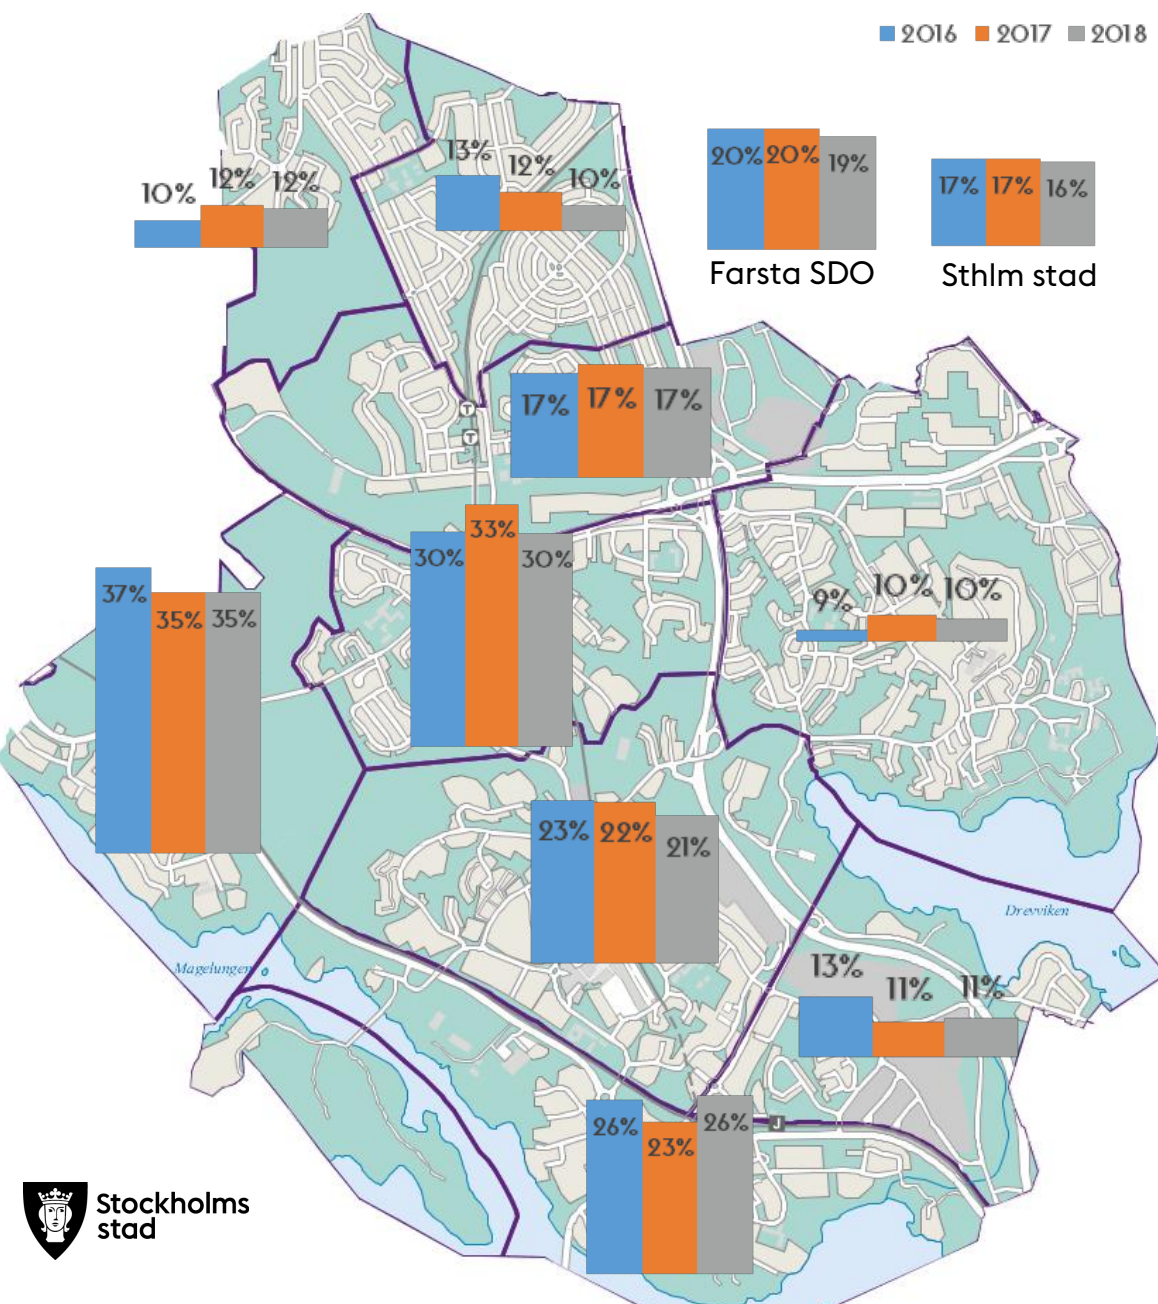 2016 2017 2018
20% 20% 19%
Farsta SDO
17% 17% 16%
Sthlm stad
10% 12% 12%
13% 12% 10%
17% 17% 17%
30% 33% 30%
37% 35% 35%
9% 10% 10%
23% 22% 21%
Drevviken
Magelungen
13% 11% 11%
26% 23% 26%
T
T
J
Stockholms
stad